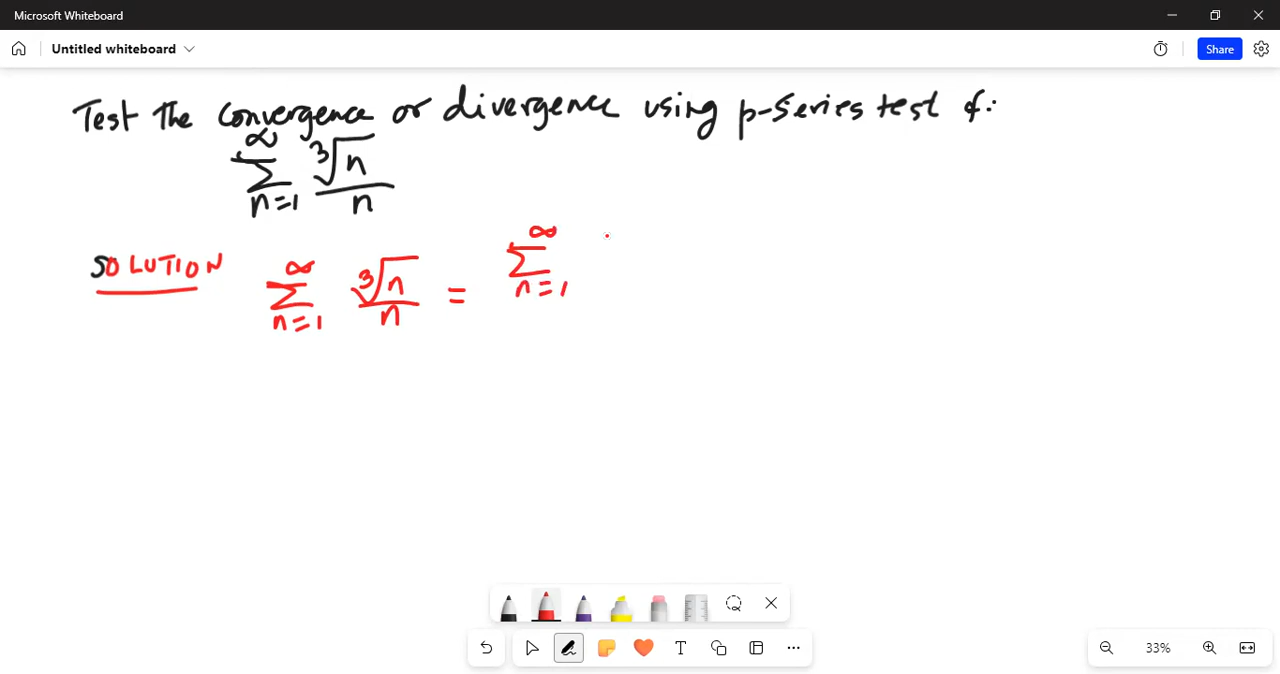 Microsoft Whiteboard
Untitled whiteboard
Share
Test the convergence or divergence using p-series test of:
∞
∑ ∛n / n
n=1
SOLUTION ∞ ∑ n=1 ∛n / n = ∞ ∑ n=1
T
33%